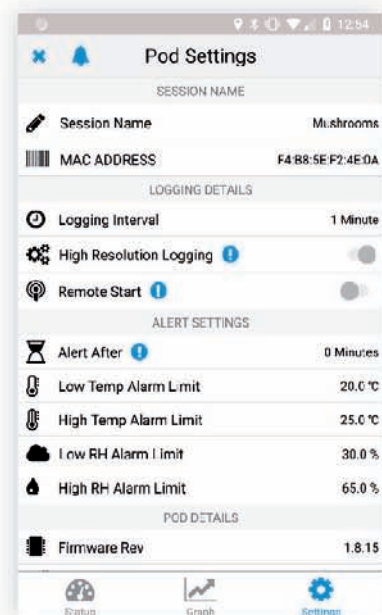 12:54
Pod Settings
SESSION NAME
Session Name Mushrooms
MAC ADDRESS F4:B8:5E:F2:4E:0A
LOGGING DETAILS
Logging Interval 1 Minute
High Resolution Logging !
Remote Start !
ALERT SETTINGS
Alert After ! 0 Minutes
Low Temp Alarm Limit 20.0 °C
High Temp Alarm Limit 25.0 °C
Low RH Alarm Limit 30.0 %
High RH Alarm Limit 65.0 %
POD DETAILS
Firmware Rev 1.8.15
Status Graph Settings